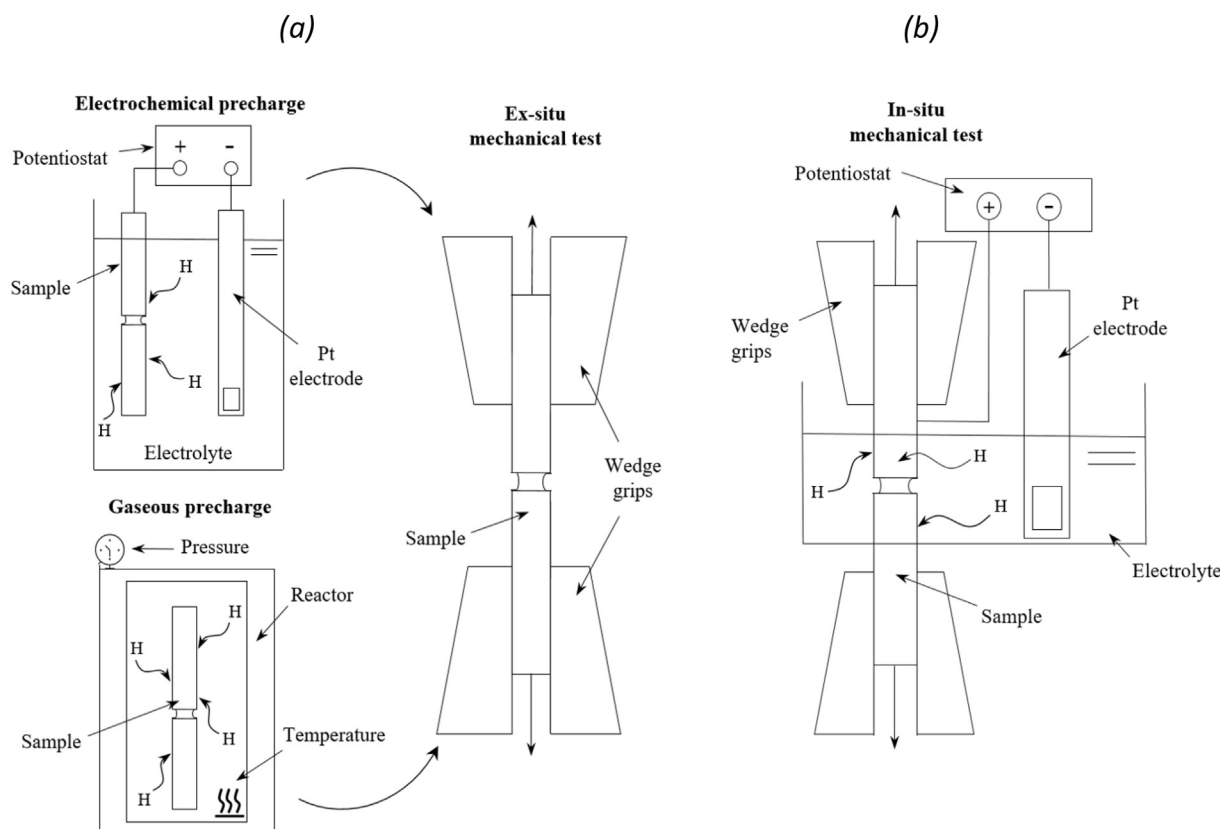 (a)
Electrochemical precharge
+ -
Potentiostat
Sample
H
H
H
Pt
electrode
Electrolyte
Gaseous precharge
Pressure
Reactor
H
H
H
H
Sample
Temperature
Ex-situ
mechanical test
Wedge
grips
Sample
(b)
In-situ
mechanical test
Potentiostat
+ -
Wedge
grips
Pt
electrode
H
H
H
Electrolyte
Sample